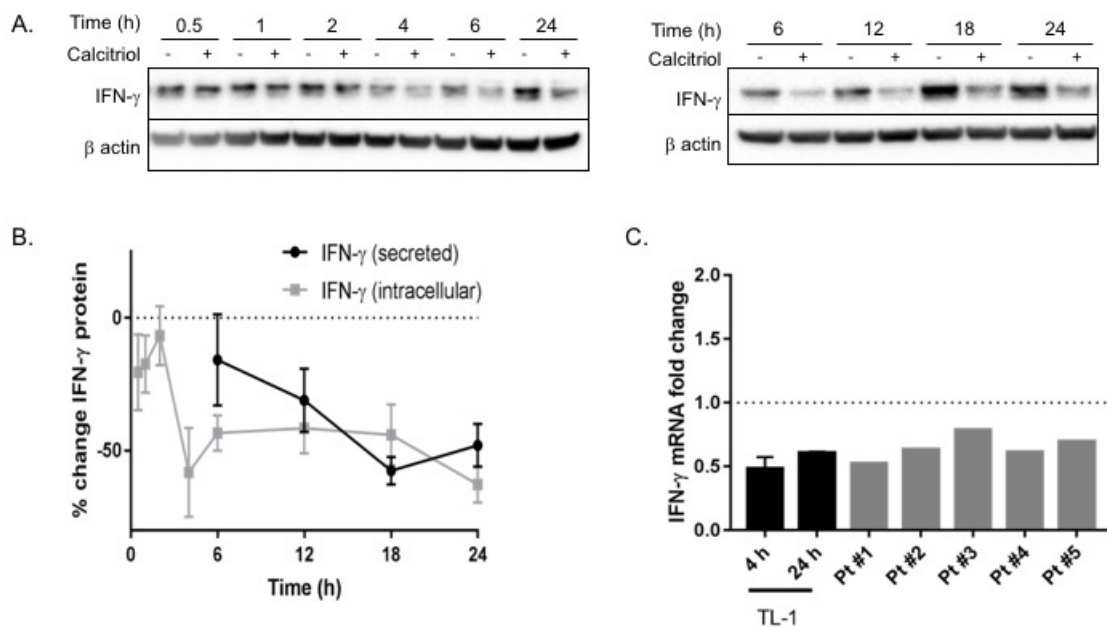 A.
Time (h) 0.5 1 2 4 6 24
Calcitriol - + - + - + - + - + - +
IFN-γ
β actin
Time (h) 6 12 18 24
Calcitriol - + - + - + - +
IFN-γ
β actin
B.
IFN-γ (secreted)
IFN-γ (intracellular)
% change IFN-γ protein
0
-50
0 6 12 18 24
Time (h)
C.
IFN-γ mRNA fold change
2.0
1.5
1.0
0.5
0.0
4 h 24 h Pt #1 Pt #2 Pt #3 Pt #4 Pt #5
TL-1